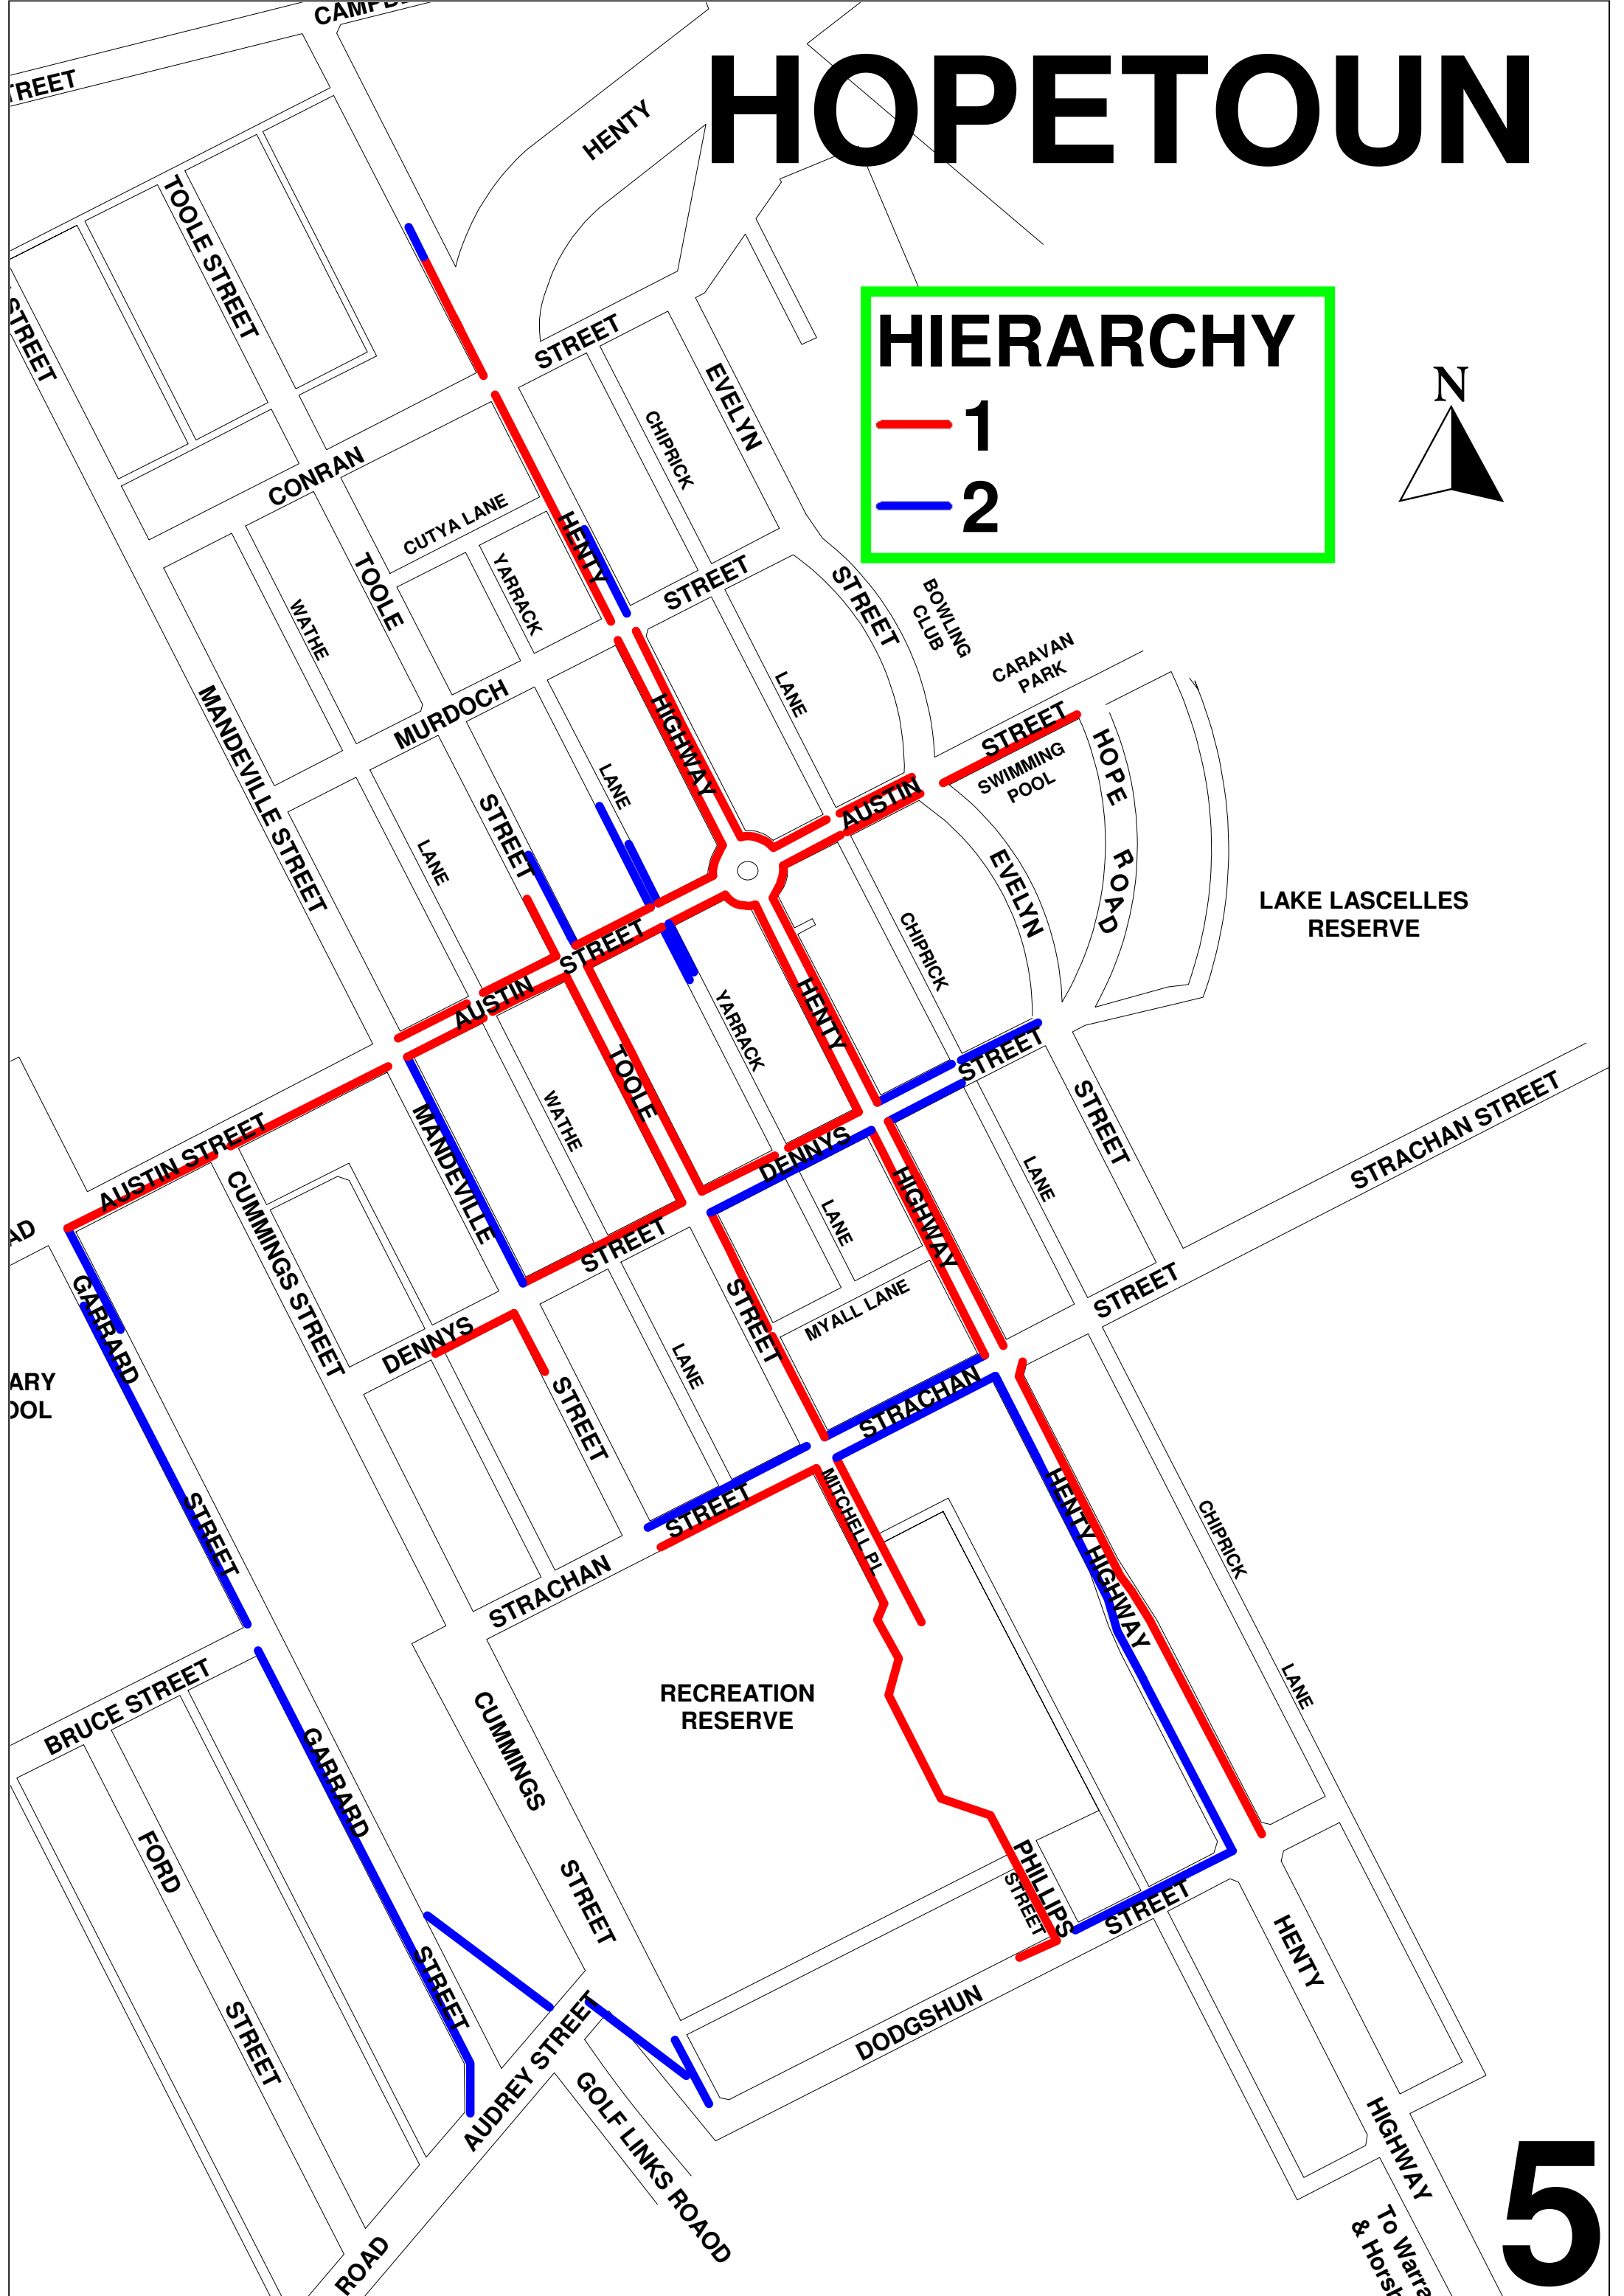 HOPETOUN
HENTY
TOOLE STREET
STREET
STREET
EVELYN
HIERARCHY
1
2
N
CHIPRICK
CONRAN
CUTYA LANE
HENTY
TOOLE
YARRACK
WATHE
STREET
STREET
BOWLING
CLUB
CARAVAN
PARK
MANDEVILLE STREET
MURDOCH
LANE
HIGHWAY
STREET
SWIMMING
POOL
HOPE
ROAD
LANE
STREET
LANE
AUSTIN
EVELYN
LAKE LASCELLES
RESERVE
STREET
AUSTIN
CHIPRICK
HENTY
YARRACK
TOOLE
STREET
STREET
WATHE
MANDEVILLE
STRACHAN STREET
AUSTIN STREET
CUMMINGS STREET
DENNYS
LANE
LANE
HIGHWAY
STREET
GARRARD
STREET
MYALL LANE
STREET
DENNYS
LANE
STREET
STRACHAN
STREET
MITCHELL PL
HENTY HIGHWAY
CHIPRICK
STREET
STRACHAN
LANE
BRUCE STREET
RECREATION
RESERVE
CUMMINGS
GARRARD
FORD
STREET
PHILLIPS
STREET
STREET
HENTY
STREET
STREET
DODGSHUN
AUDREY STREET
GOLF LINKS ROAOD
HIGHWAY
ROAD
To Warra
& Horsh
5